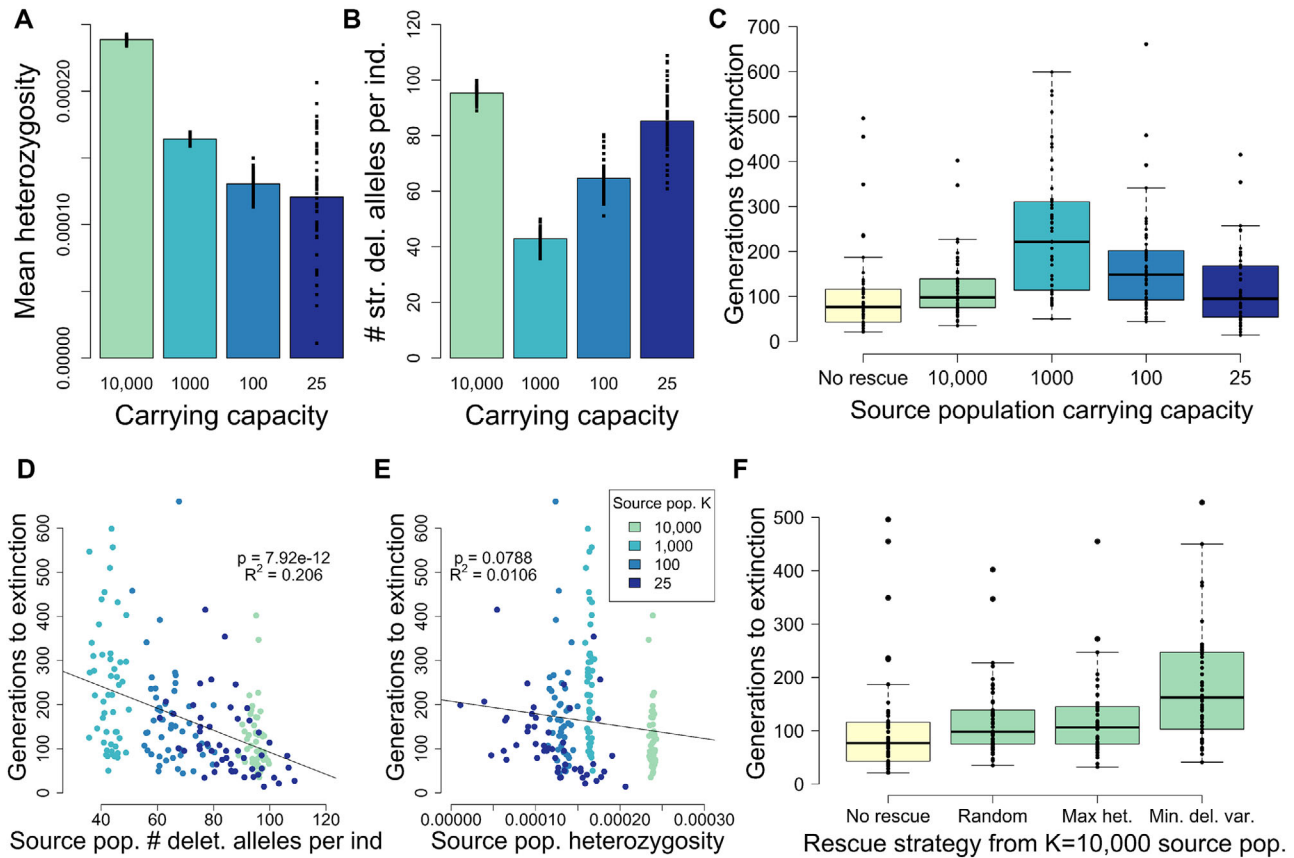 A
Mean heterozygosity
0.00000
0.00010
0.00020
10,000 1000 100 25
Carrying capacity
B
# str. del. alleles per ind.
0
20
40
60
80
100
120
10,000 1000 100 25
Carrying capacity
C
Generations to extinction
700
600
500
400
300
200
100
0
No rescue 10,000 1000 100 25
Source population carrying capacity
D
Generations to extinction
600
500
400
300
200
100
0
p = 7.92e-12
R² = 0.206
40 60 80 100 120
Source pop. # delet. alleles per ind
E
Generations to extinction
600
500
400
300
200
100
0
p = 0.0788
R² = 0.0106
Source pop. K
10,000
1,000
100
25
0.00000 0.00010 0.00020 0.00030
Source pop. heterozygosity
F
Generations to extinction
500
400
300
200
100
0
No rescue Random Max het. Min. del. var.
Rescue strategy from K=10,000 source pop.